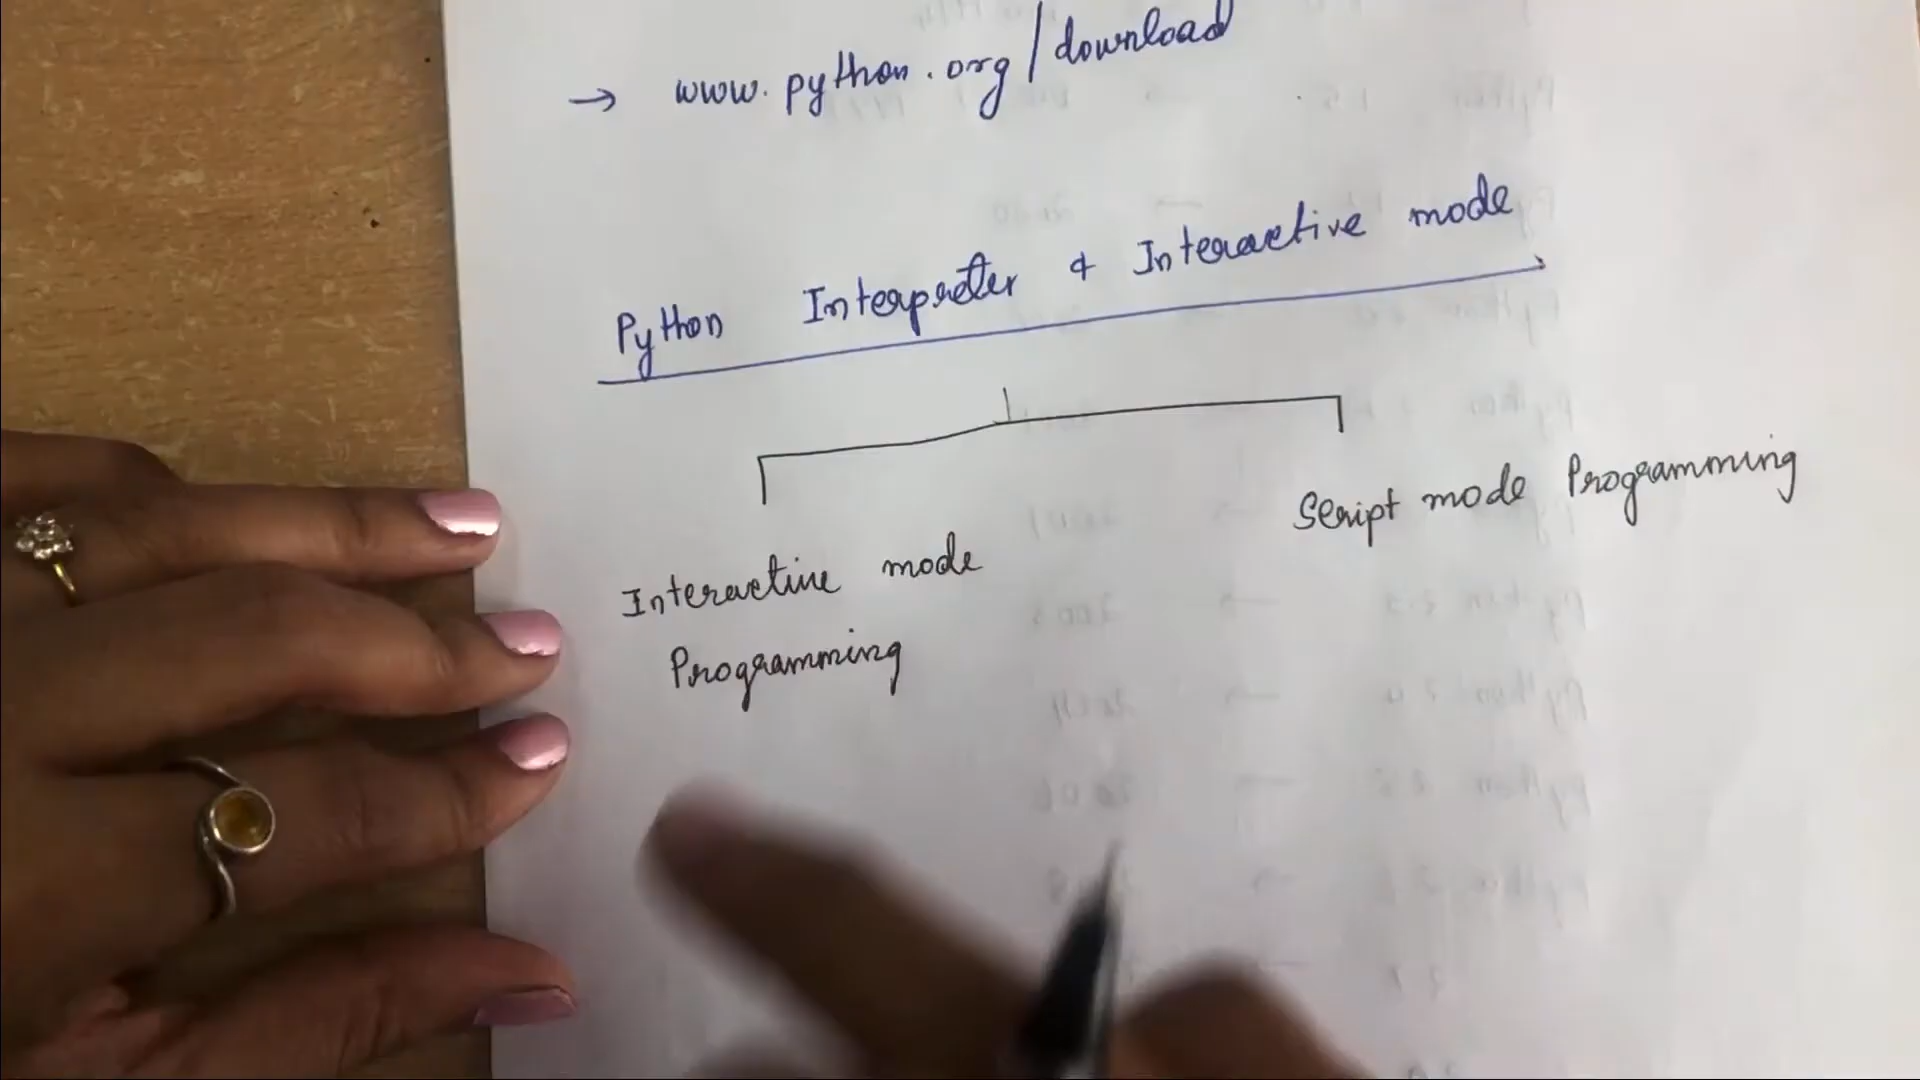 → www.python.org/download
Python Interpreter & Interactive mode
Script mode Programming
Interactive mode
Programming